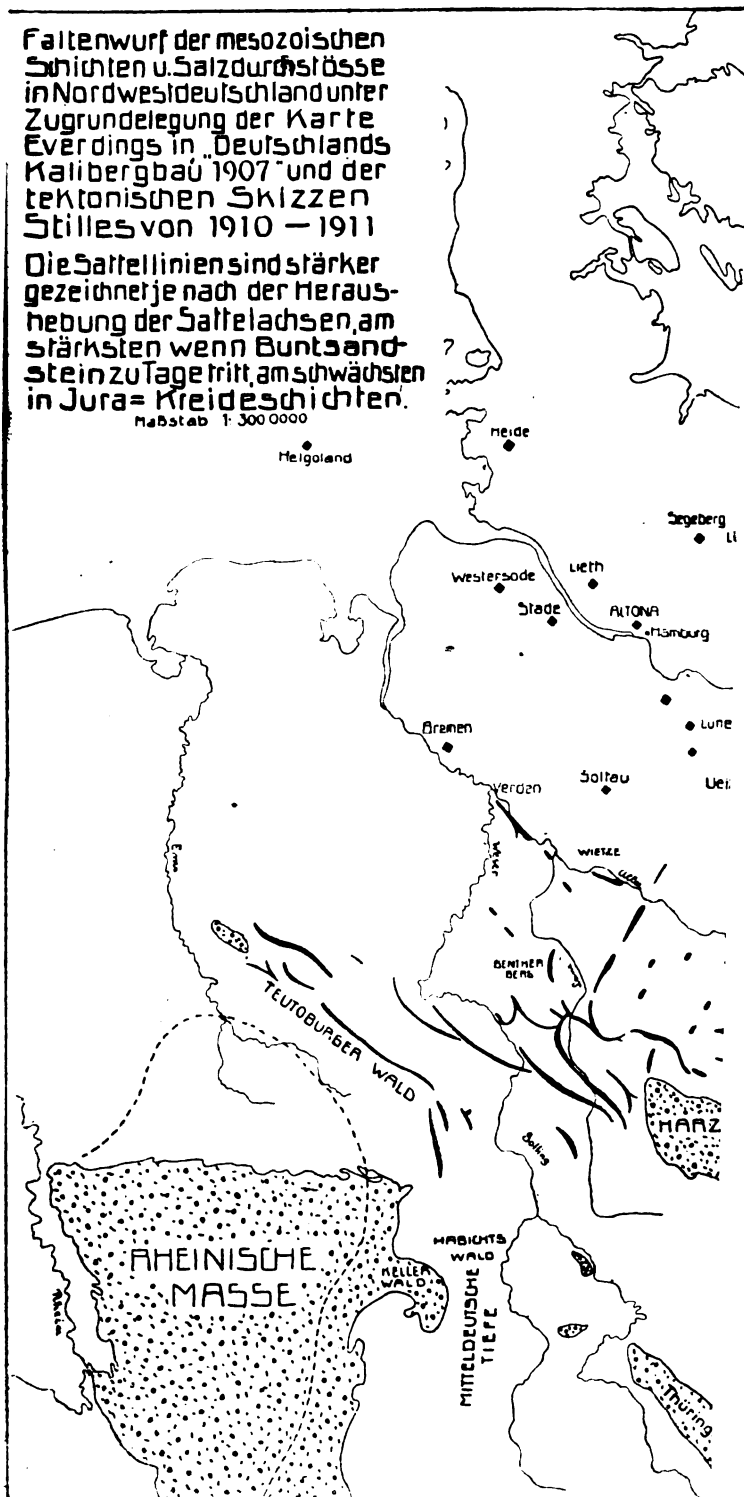 Faltenwurf der mesozoischen
Schichten u. Salzdurchstösse
in Nordwestdeutschland unter
Zugrundelegung der Karte
Everdings in „Deutschlands
Kalibergbau 1907" und der
tektonischen Skizzen
Stilles von 1910 — 1911
Die Sattellinien sind stärker
gezeichnet je nach der Heraus-
hebung der Sattelachsen, am
stärksten wenn Buntsand-
stein zu Tage tritt, am schwächsten
in Jura= Kreideschichten.
Maßstab 1:300 0000
Helgoland
Heide
Segeberg
Li
Westersode
Lieth
Stade
ALTONA
Hamburg
Lune
Bremen
Verden
Soltau
Uel
Ems
Weser
WIETZE
Aller
BENTHER
BERG
Leine
TEUTOBURGER WALD
HARZ
Solling
RHEINISCHE
MASSE
Rhein
KELLER
WALD
HABICHTS
WALD
MITTELDEUTSCHE
TIEFE
Thüring